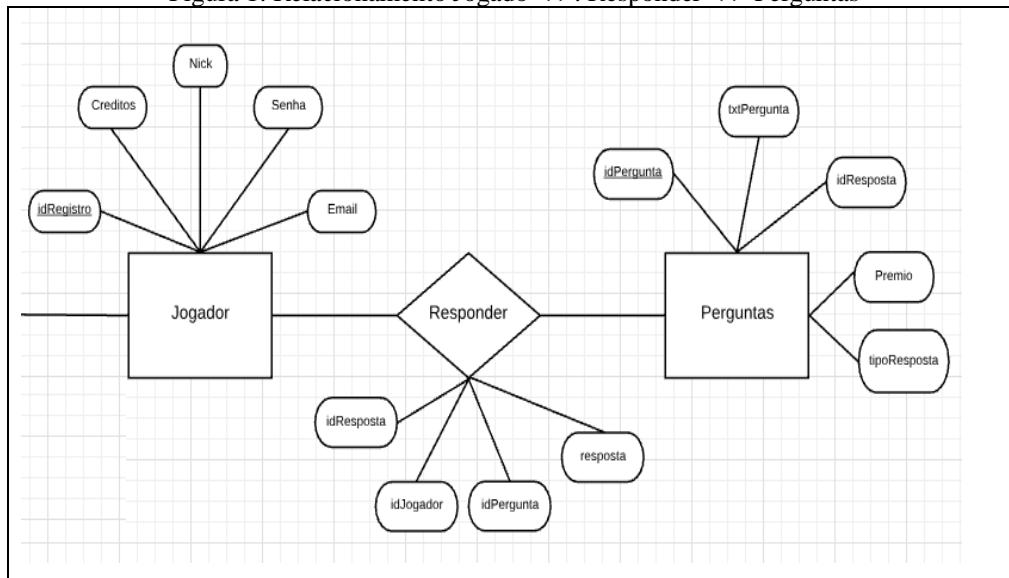 Nick
Creditos
Senha
txtPergunta
idPergunta
idResposta
idRegistro
Email
Premio
Jogador
Responder
Perguntas
tipoResposta
idResposta
resposta
idJogador
idPergunta